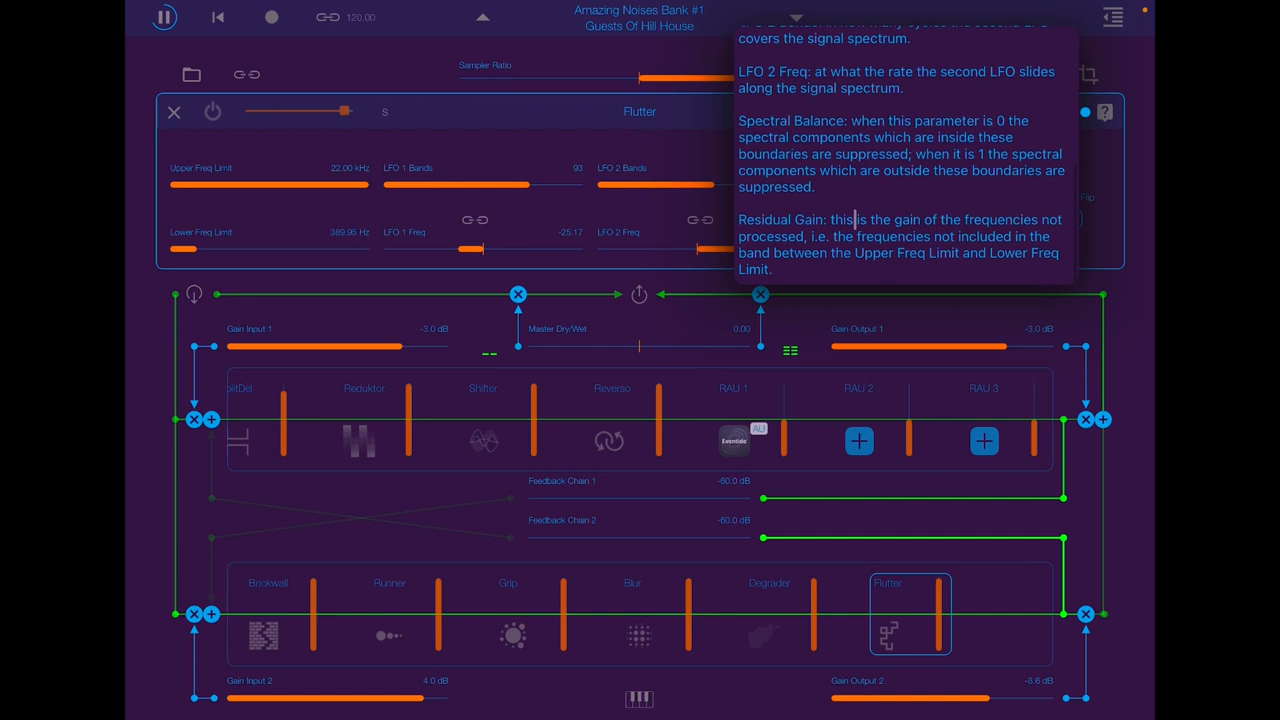 Amazing Noises Bank #1
120.00
Guests Of Hill House
covers the signal spectrum.
Sampler Ratio
LFO 2 Freq: at what the rate the second LFO slides
along the signal spectrum.
S
Flutter
Spectral Balance: when this parameter is 0 the
spectral components which are inside these
boundaries are suppressed; when it is 1 the spectral
components which are outside these boundaries are
suppressed.
Upper Freq Limit
22.00 kHz
LFO 1 Bands
93
LFO 2 Bands
Flip
Residual Gain: this is the gain of the frequencies not
processed, i.e. the frequencies not included in the
band between the Upper Freq Limit and Lower Freq
Limit.
Lower Freq Limit
389.95 Hz
LFO 1 Freq
-25.17
LFO 2 Freq
Gain Input 1
-3.0 dB
Master Dry/Wet
0.00
Gain Output 1
-3.0 dB
plitDel
Reduktor
Shifter
Reverso
RAU 1
RAU 2
RAU 3
AU
Eventide
Feedback Chain 1
-60.0 dB
Feedback Chain 2
-60.0 dB
Brickwall
Runner
Grip
Blur
Degrader
Flutter
Gain Input 2
4.0 dB
Gain Output 2
-8.6 dB